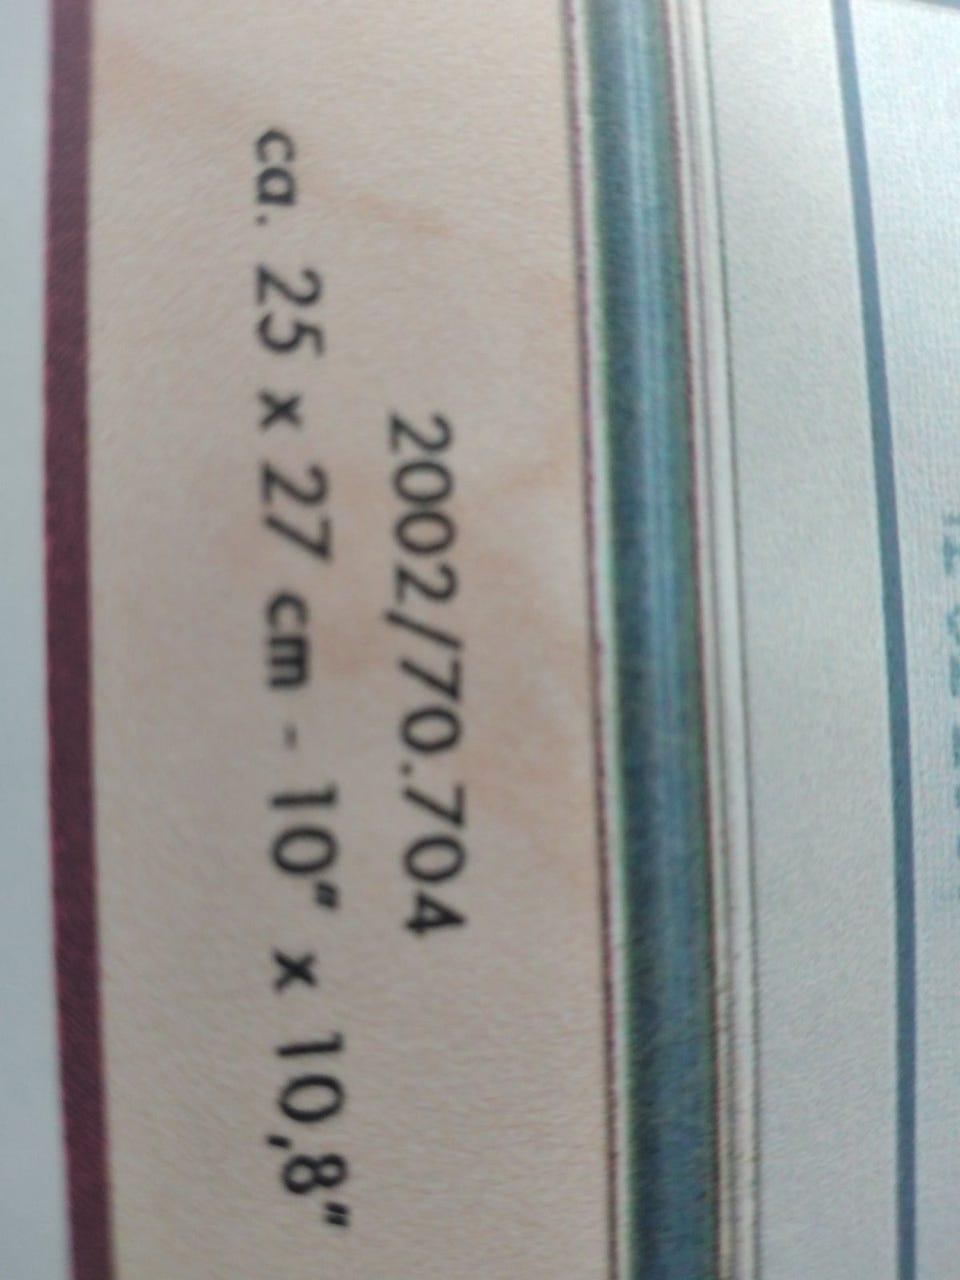 2002/70.704
ca. 25 x 27 cm - 10" x 10,8"